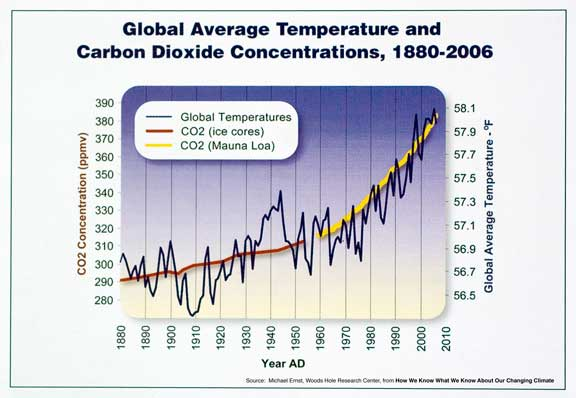 Global Average Temperature and
Carbon Dioxide Concentrations, 1880-2006
CO2 Concentration (ppmv)
390
380
370
360
350
340
330
320
310
300
290
280
Global Temperatures
CO2 (ice cores)
CO2 (Mauna Loa)
58.1
57.9
57.7
57.5
57.3
57.1
56.9
56.7
56.5
Global Average Temperature - ºF
1880 1890 1900 1910 1920 1930 1940 1950 1960 1970 1980 1990 2000 2010
Year AD
Source: Michael Ernst, Woods Hole Research Center, from How We Know What We Know About Our Changing Climate